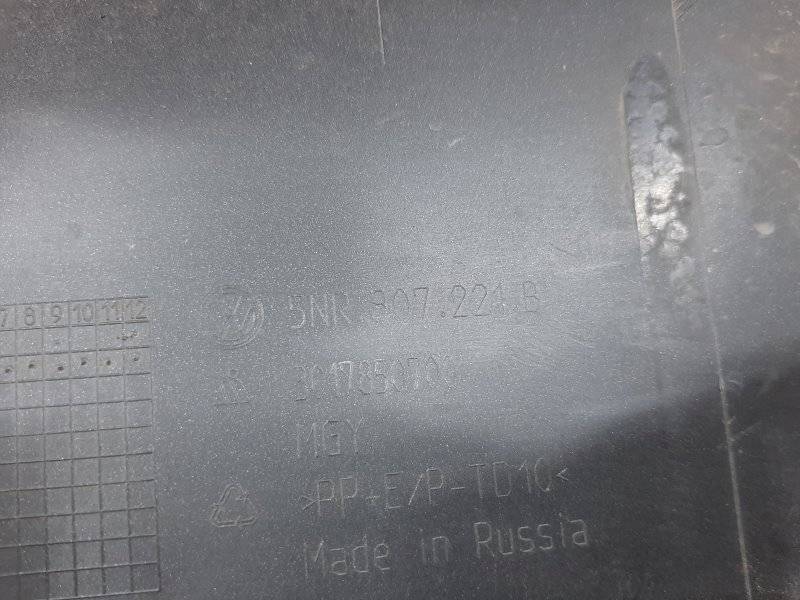 7 8 9 10 11 12
5NR.807.221.B
MGY
>PP+E/P-TD10<
Made in Russia